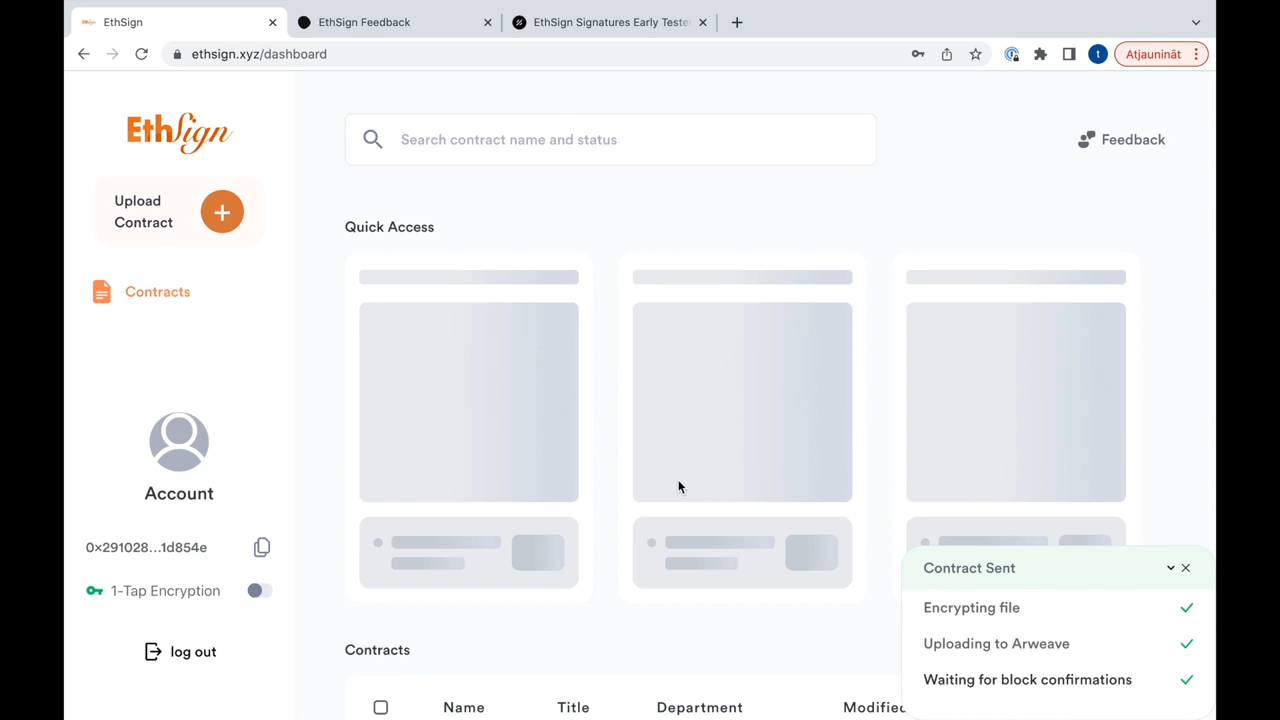 EthSign
EthSign Feedback
EthSign Signatures Early Teste
ethsign.xyz/dashboard
t
Atjaunināt
EthSign
Upload
Contract
Search contract name and status
Feedback
Quick Access
Contracts
Account
0×291028...1d854e
1-Tap Encryption
log out
Contract Sent
Encrypting file
Uploading to Arweave
Waiting for block confirmations
Contracts
Name
Title
Department
Modified